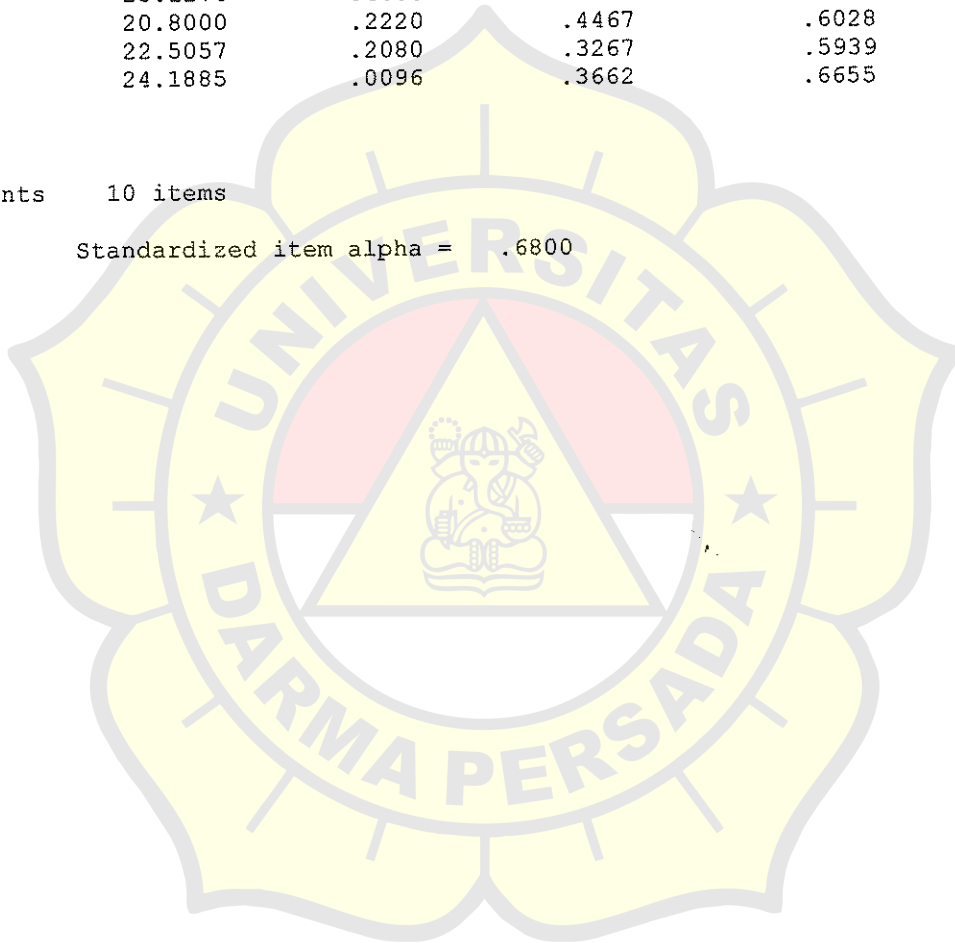 20.8000 .2220 .4467 .6028
22.5057 .2080 .3267 .5939
24.1885 .0096 .3662 .6655
nts 10 items
Standardized item alpha = .6800
UNIVERSITAS
DARMA PERSADA